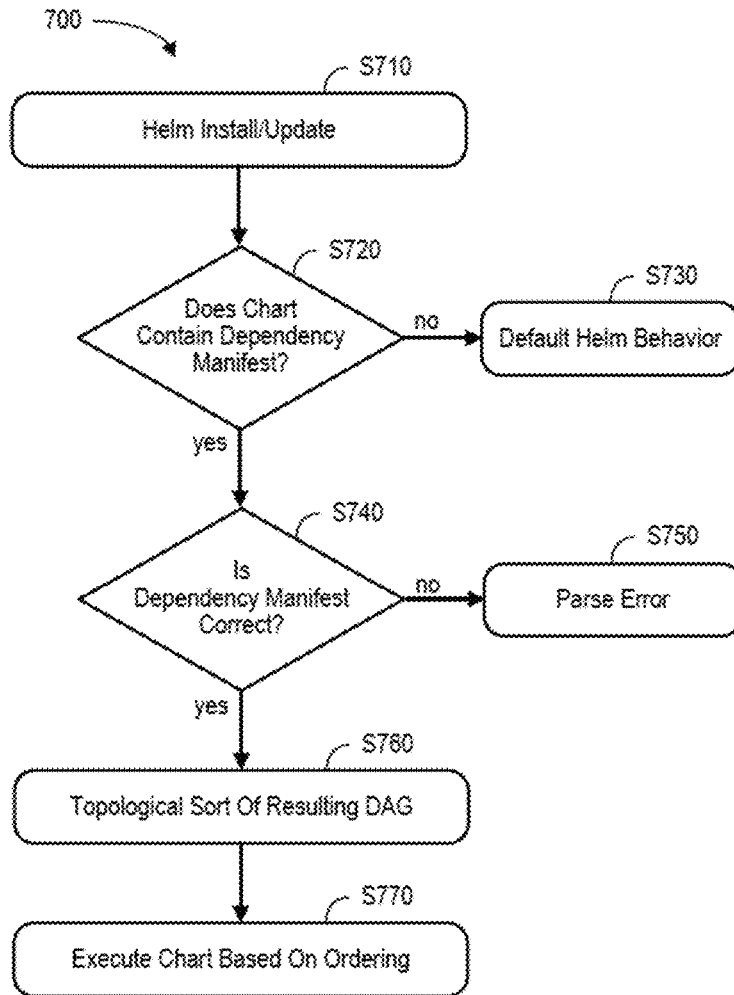 700
S710
Helm Install/Update
S720
Does Chart
Contain Dependency
Manifest?
no
S730
Default Helm Behavior
yes
S740
Is
Dependency Manifest
Correct?
no
S750
Parse Error
yes
S760
Topological Sort Of Resulting DAG
S770
Execute Chart Based On Ordering